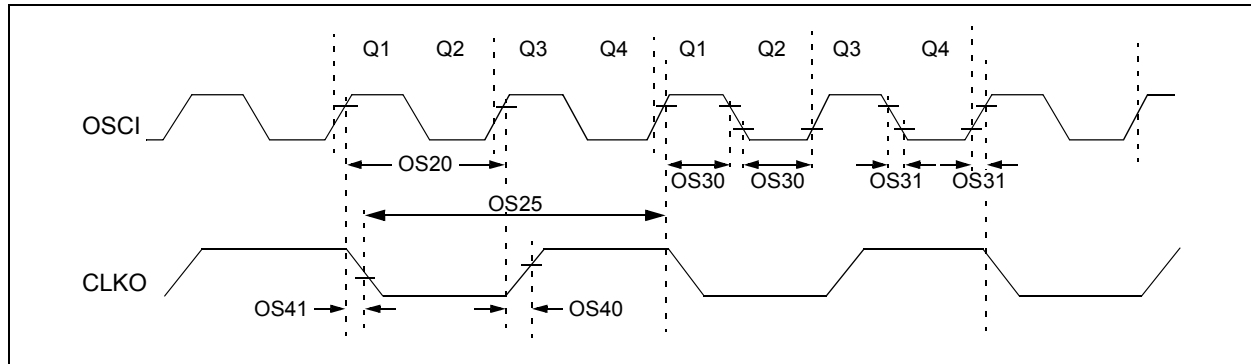 Q1 Q2 Q3 Q4 Q1 Q2 Q3 Q4
OSCI
OS20
OS30 OS30 OS31 OS31
OS25
CLKO
OS41 OS40